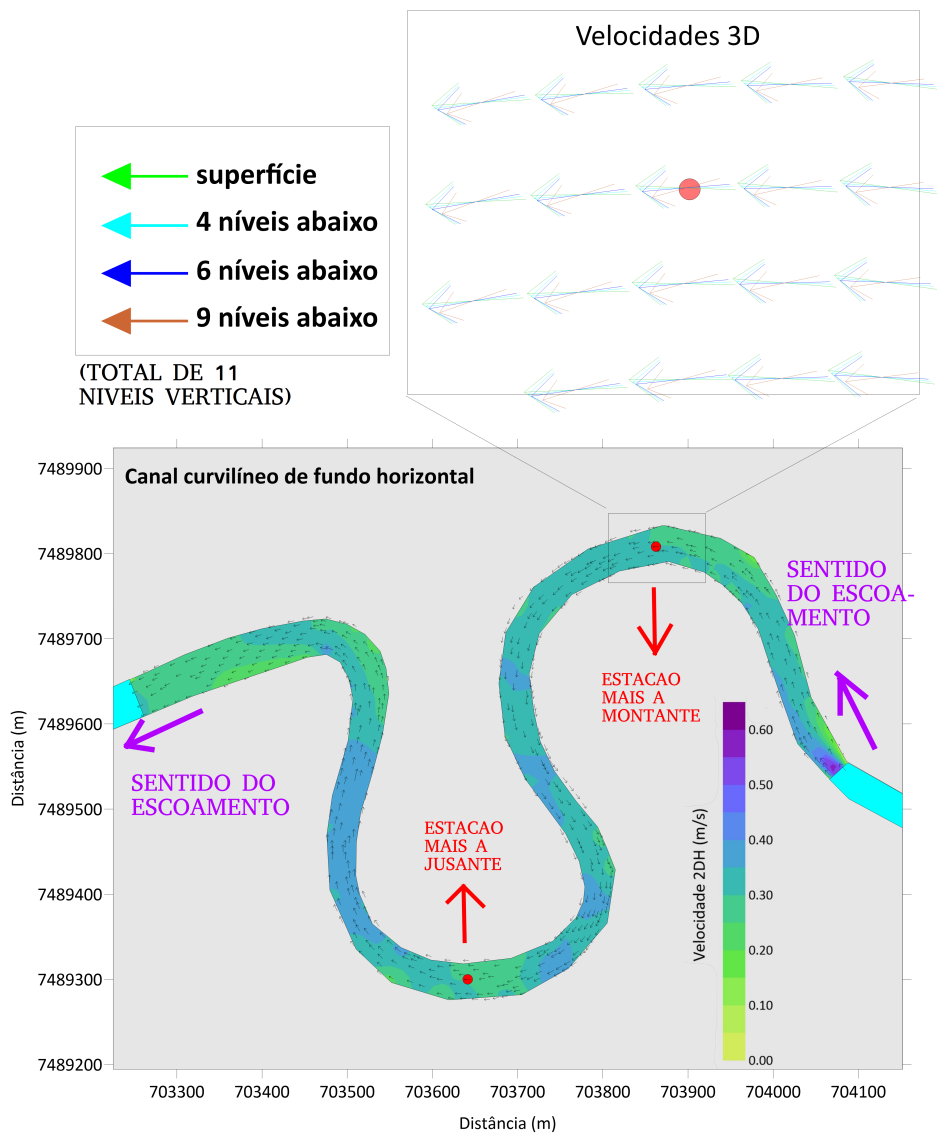 Velocidades 3D
superfície
4 níveis abaixo
6 níveis abaixo
9 níveis abaixo
(TOTAL DE 11
NIVEIS VERTICAIS)
Canal curvilíneo de fundo horizontal
7489900
7489800
7489700
7489600
7489500
7489400
7489300
7489200
Distância (m)
SENTIDO
DO ESCOA-
MENTO
ESTACAO
MAIS A
MONTANTE
SENTIDO DO
ESCOAMENTO
ESTACAO
MAIS A
JUSANTE
Velocidade 2DH (m/s)
0.60
0.50
0.40
0.30
0.20
0.10
0.00
703300 703400 703500 703600 703700 703800 703900 704000 704100
Distância (m)